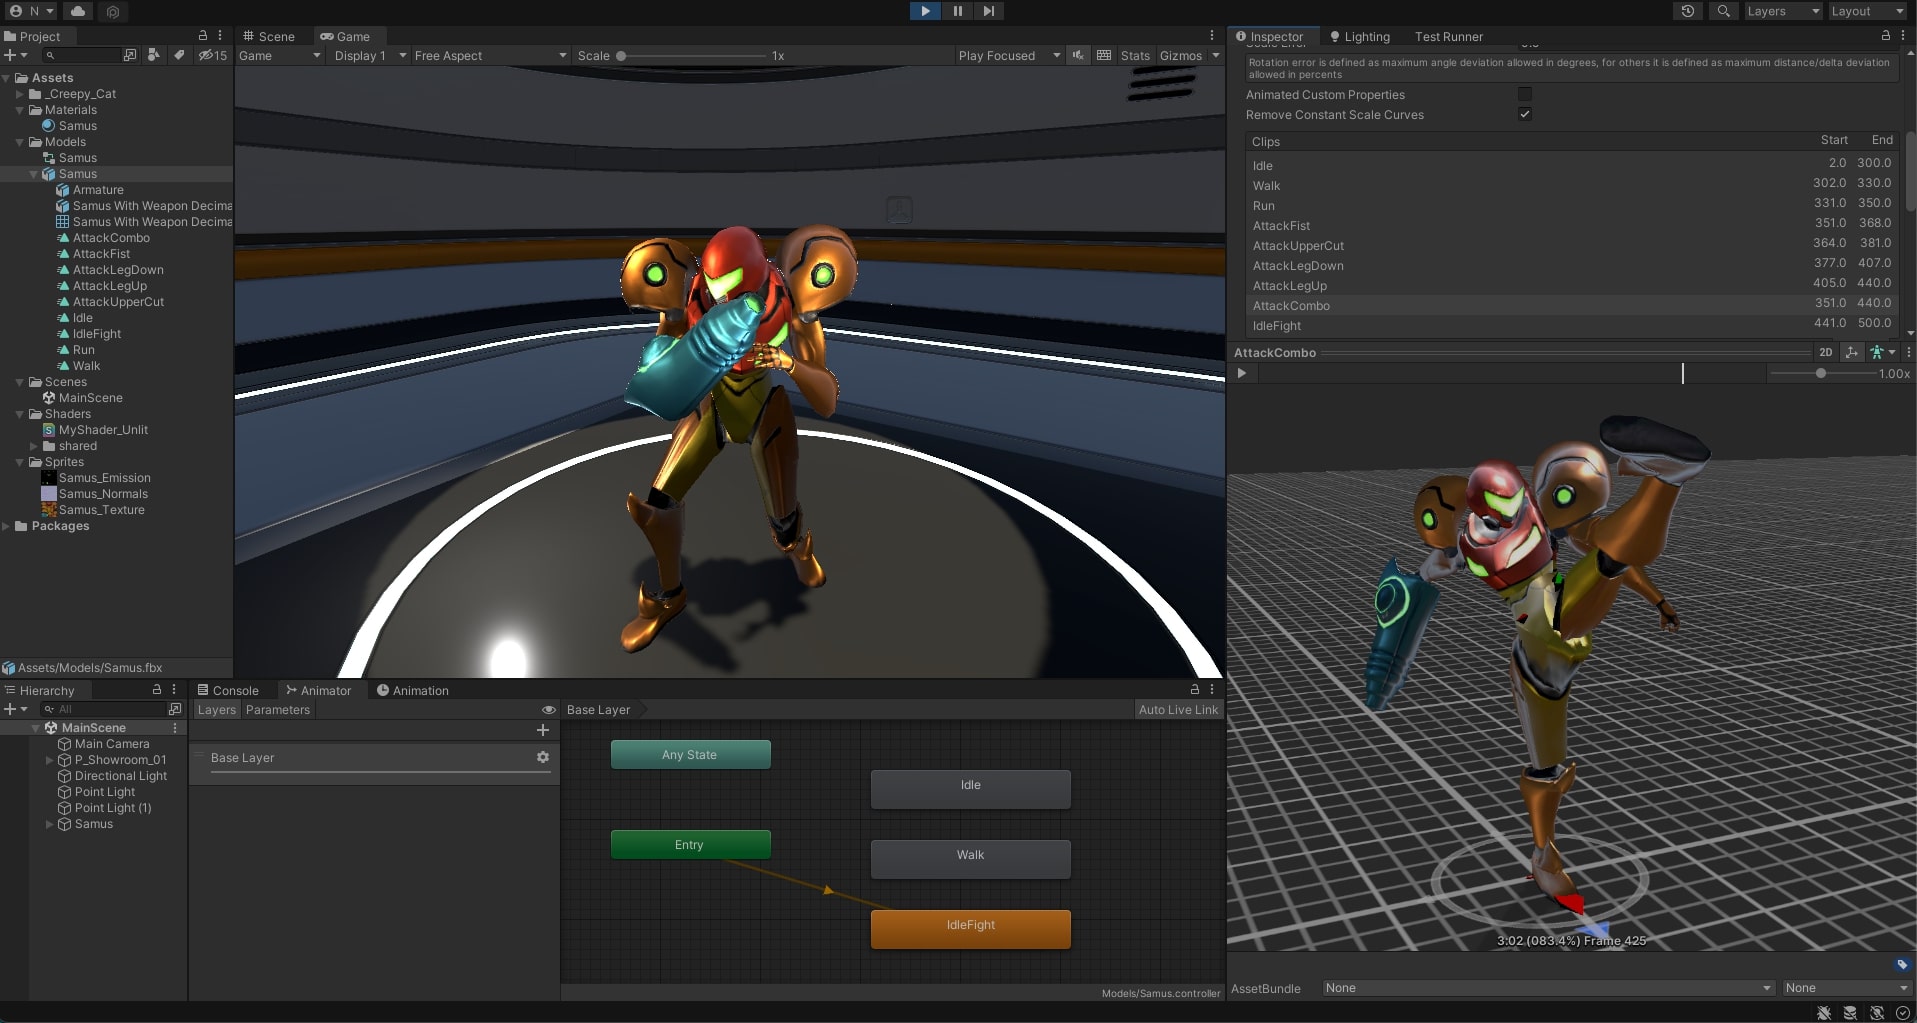 N
Layers
Layout
Project
Scene
Game
Inspector
Lighting
Test Runner
15
Game
Display 1
Free Aspect
Scale
1x
Play Focused
Stats
Gizmos
Assets
_Creepy_Cat
Materials
Samus
Models
Samus
Samus
Armature
Samus With Weapon Decima
Samus With Weapon Decima
AttackCombo
AttackFist
AttackLegDown
AttackLegUp
AttackUpperCut
Idle
IdleFight
Run
Walk
Scenes
MainScene
Shaders
MyShader_Unlit
shared
Sprites
Samus_Emission
Samus_Normals
Samus_Texture
Packages
Assets/Models/Samus.fbx
Rotation error is defined as maximum angle deviation allowed in degrees, for others it is defined as maximum distance/delta deviation
allowed in percents
Animated Custom Properties
Remove Constant Scale Curves
Clips Start End
Idle 2.0 300.0
Walk 302.0 330.0
Run 331.0 350.0
AttackFist 351.0 368.0
AttackUpperCut 364.0 381.0
AttackLegDown 377.0 407.0
AttackLegUp 405.0 440.0
AttackCombo 351.0 440.0
IdleFight 441.0 500.0
AttackCombo
2D
1.00x
3:02 (083.4%) Frame 425
AssetBundle
None
None
Hierarchy
All
MainScene
Main Camera
P_Showroom_01
Directional Light
Point Light
Point Light (1)
Samus
Console
Animator
Animation
Layers
Parameters
Base Layer
Auto Live Link
Base Layer
Any State
Entry
Idle
Walk
IdleFight
Models/Samus.controller